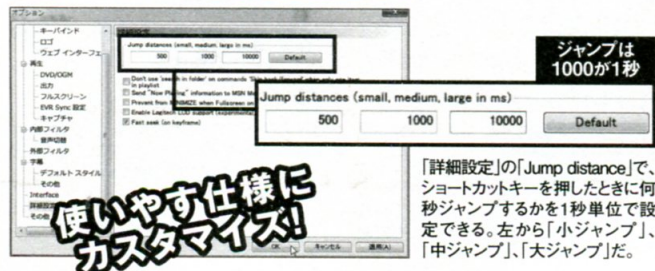 オプション
キーバインド
ロゴ
ウェブ インターフェ
再生
DVD/OGM
出力
フルスクリーン
EVR Sync 設定
キャプチャ
内部フィルタ
音声切替
外部フィルタ
字幕
デフォルト スタイル
その他
Interface
詳細設定
その他
詳細設定
Jump distances (small, medium, large in ms)
500 1000 10000 Default
in playlist
Fast seek (on keyframe)
OK キャンセル 適用(A)
使いやす仕様に
カスタマイズ!
ジャンプは
1000が1秒
Jump distances (small, medium, large in ms)
500 1000 10000 Default
「詳細設定」の「Jump distance」で、
ショートカットキーを押したときに何
秒ジャンプするかを1秒単位で設
定できる。左から「小ジャンプ」、
「中ジャンプ」、「大ジャンプ」だ。